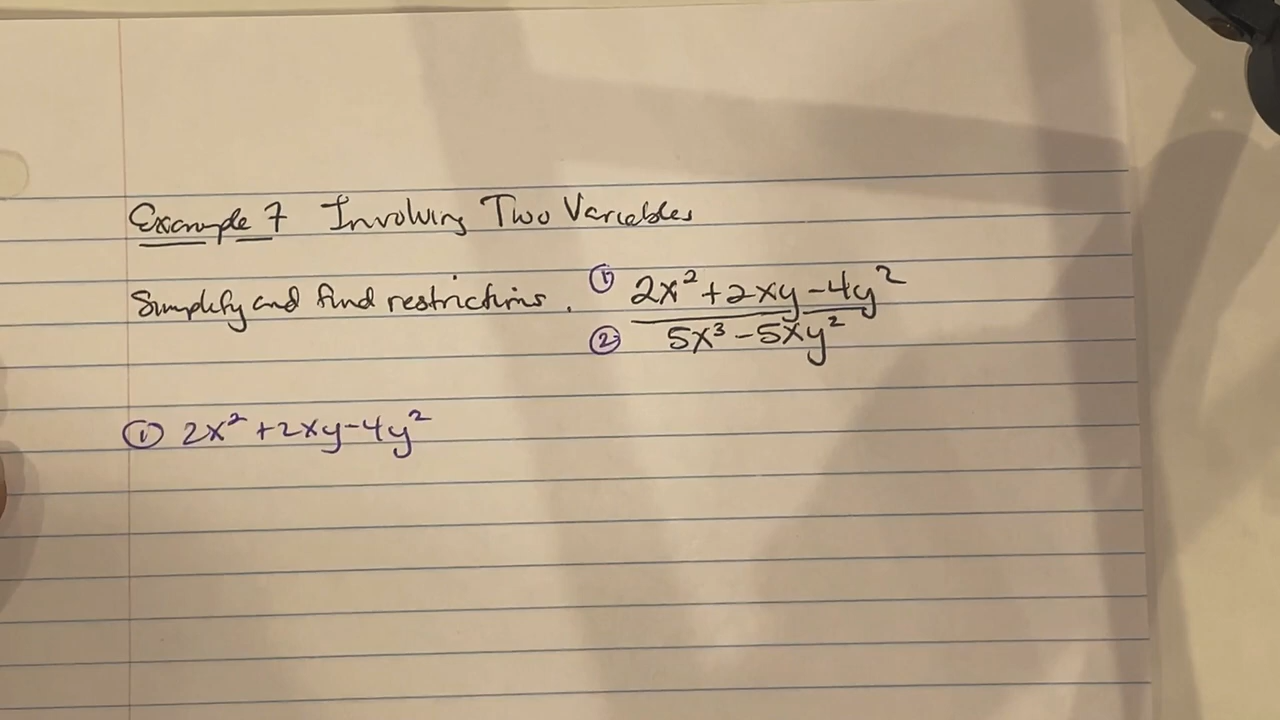 Example 7 Involving Two Variables
Simplify and find restrictions. ① 2x²+2xy-4y²
② 5x³-5xy²
① 2x²+2xy-4y²